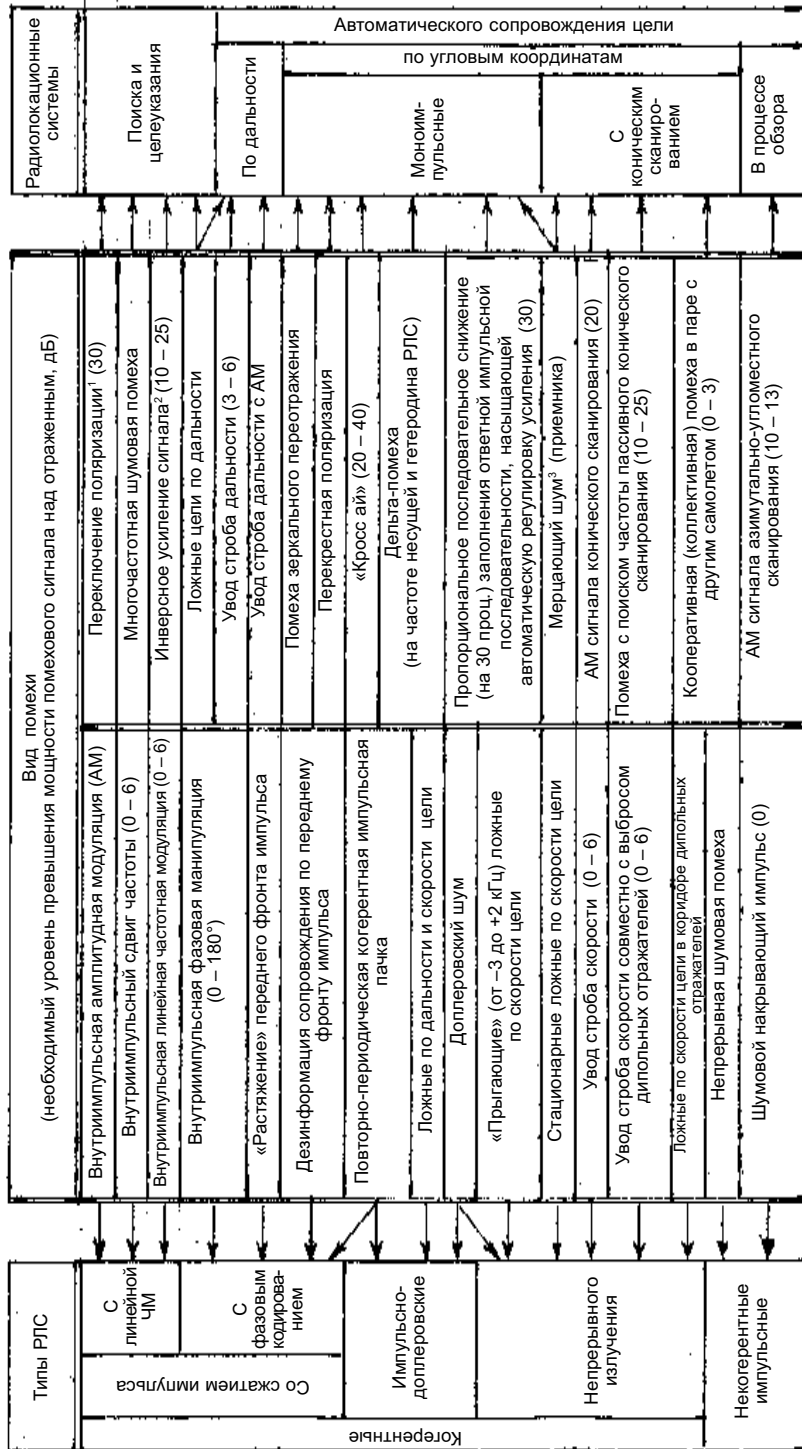 Типы РЛС
Когерентные
Со сжатием импульса
С
линейной
ЧМ
С
фазовым
кодирова-
нием
Импульсно-
доплеровские
Непрерывного
излучения
Некогерентные
импульсные
Вид помехи
(необходимый уровень превышения мощности помехового сигнала над отраженным, дБ)
Внутриимпульсная амплитудная модуляция (АМ)
Внутриимпульсный сдвиг частоты (0 – 6)
Внутриимпульсная линейная частотная модуляция (0 – 6)
Внутриимпульсная фазовая манипуляция
(0 – 180°)
«Растяжение» переднего фронта импульса
Дезинформация сопровождения по переднему
фронту импульса
Повторно-периодическая когерентная импульсная
пачка
Ложные по дальности и скорости цели
Доплеровский шум
«Прыгающие» (от –3 до +2 кГц) ложные
по скорости цели
Стационарные ложные по скорости цели
Увод строба скорости (0 – 6)
Увод строба скорости совместно с выбросом
дипольных отражателей (0 – 6)
Ложные по скорости цели в коридоре дипольных
отражателей
Непрерывная шумовая помеха
Шумовой накрывающий импульс (0)
Переключение поляризации¹ (30)
Многочастотная шумовая помеха
Инверсное усиление сигнала² (10 – 25)
Ложные цели по дальности
Увод строба дальности (3 – 6)
Увод строба дальности с АМ
Помеха зеркального переотражения
Перекрестная поляризация
«Кросс ай» (20 – 40)
Дельта-помеха
(на частоте несущей и гетеродина РЛС)
Пропорциональное последовательное снижение
(на 30 проц.) заполнения ответной импульсной
последовательности, насыщающей
автоматическую регулировку усиления (30)
Мерцающий шум³ (приемника)
АМ сигнала конического сканирования (20)
Помеха с поиском частоты пассивного конического
сканирования (10 – 25)
Кооперативная (коллективная) помеха в паре с
другим самолетом (0 – 3)
АМ сигнала азимутально-угломестного
сканирования (10 – 13)
Радиолокационные
системы
Поиска и
целеуказания
Автоматического сопровождения цели
По дальности
по угловым координатам
Моноим-
пульсные
С
коническим
сканиро-
ванием
В процессе
обзора